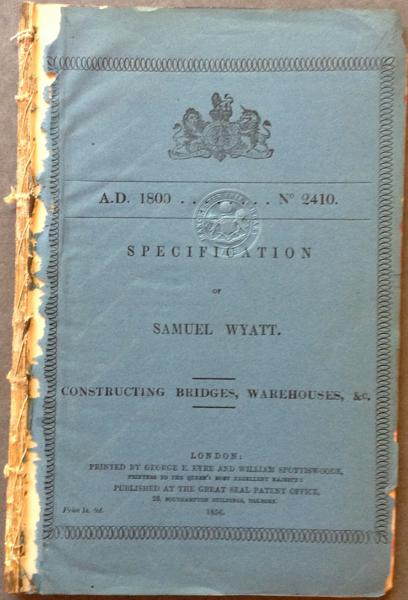 A.D. 1800 . . . . . . . . Nº 2410.
SPECIFICATION
OF
SAMUEL WYATT.
CONSTRUCTING BRIDGES, WAREHOUSES, &c.
LONDON:
PRINTED BY GEORGE E. EYRE AND WILLIAM SPOTTISWOODE,
PRINTERS TO THE QUEEN'S MOST EXCELLENT MAJESTY:
PUBLISHED AT THE GREAT SEAL PATENT OFFICE,
25, SOUTHAMPTON BUILDINGS, HOLBORN.
Price 1s.
1856.